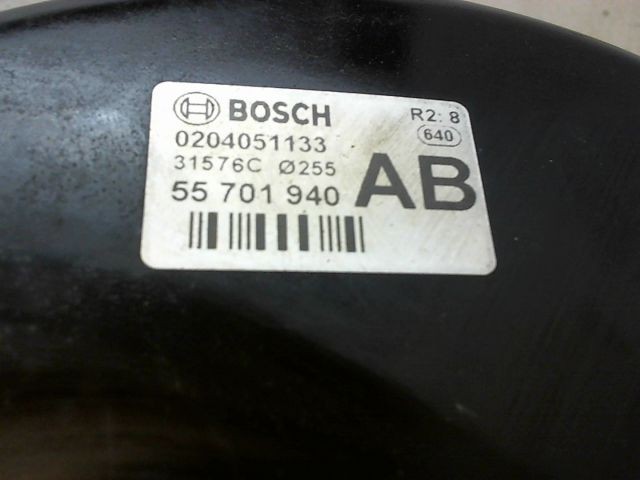 BOSCH R2: 8
0204051133 640
31576C Ø255
55 701 940 AB